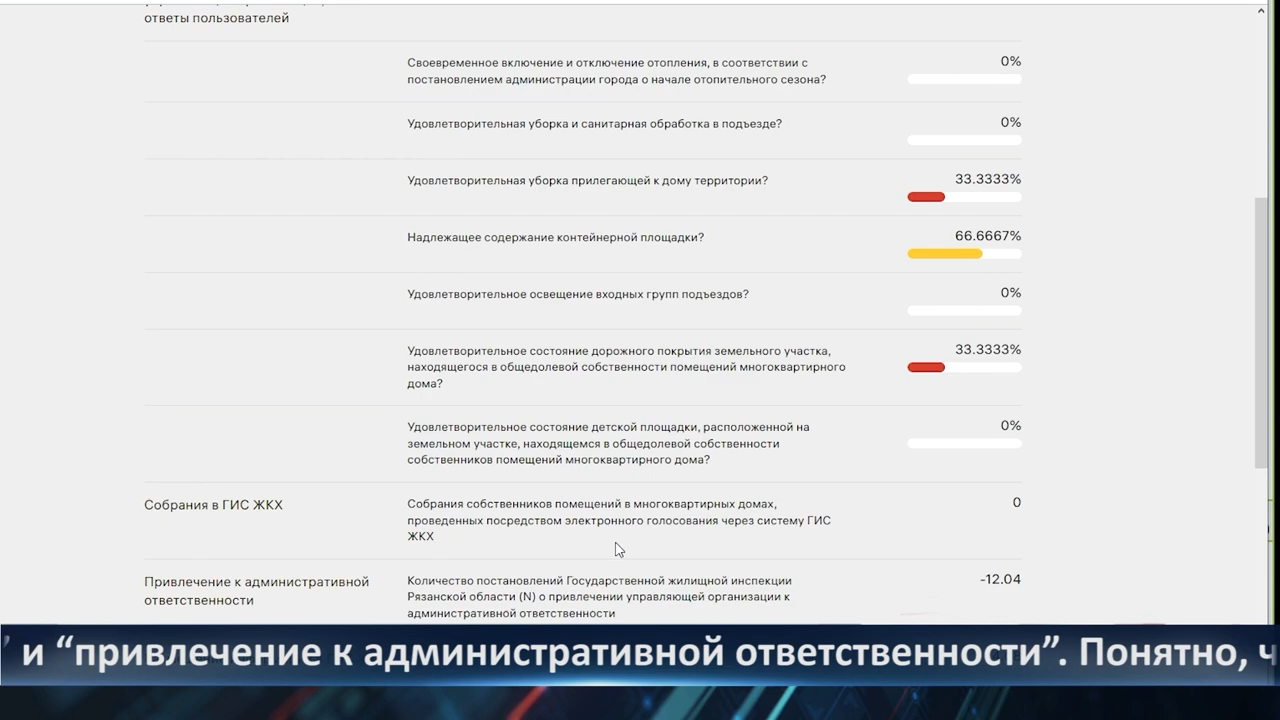 ответы пользователей
Своевременное включение и отключение отопления, в соответствии с
постановлением администрации города о начале отопительного сезона?
0%
Удовлетворительная уборка и санитарная обработка в подъезде?
0%
Удовлетворительная уборка прилегающей к дому территории?
33.3333%
Надлежащее содержание контейнерной площадки?
66.6667%
Удовлетворительное освещение входных групп подъездов?
0%
Удовлетворительное состояние дорожного покрытия земельного участка,
находящегося в общедолевой собственности помещений многоквартирного
дома?
33.3333%
Удовлетворительное состояние детской площадки, расположенной на
земельном участке, находящемся в общедолевой собственности
собственников помещений многоквартирного дома?
0%
Собрания в ГИС ЖКХ
Собрания собственников помещений в многоквартирных домах,
проведенных посредством электронного голосования через систему ГИС
ЖКХ
0
Привлечение к административной
ответственности
Количество постановлений Государственной жилищной инспекции
Рязанской области (N) о привлечении управляющей организации к
административной ответственности
-12.04
” и “привлечение к административной ответственности”. Понятно, ч